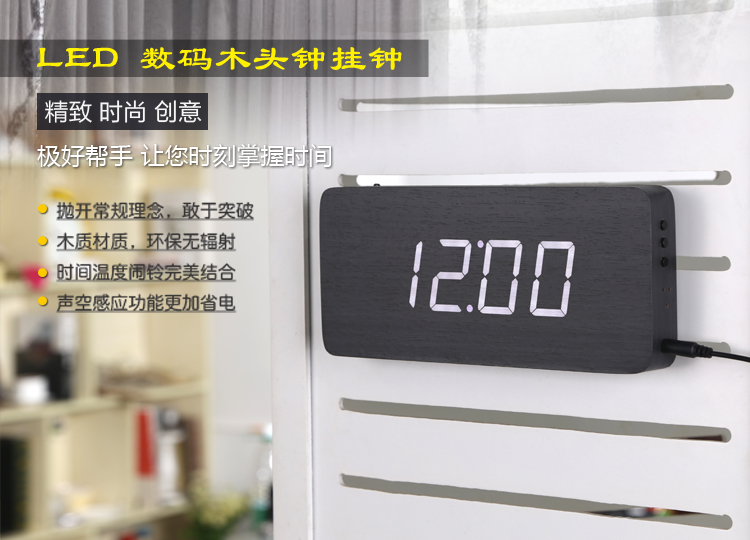 LED 数码木头钟挂钟
精致 时尚 创意
极好帮手 让您时刻掌握时间
抛开常规理念，敢于突破
木质材质，环保无辐射
时间温度闹铃完美结合
声空感应功能更加省电
12:00